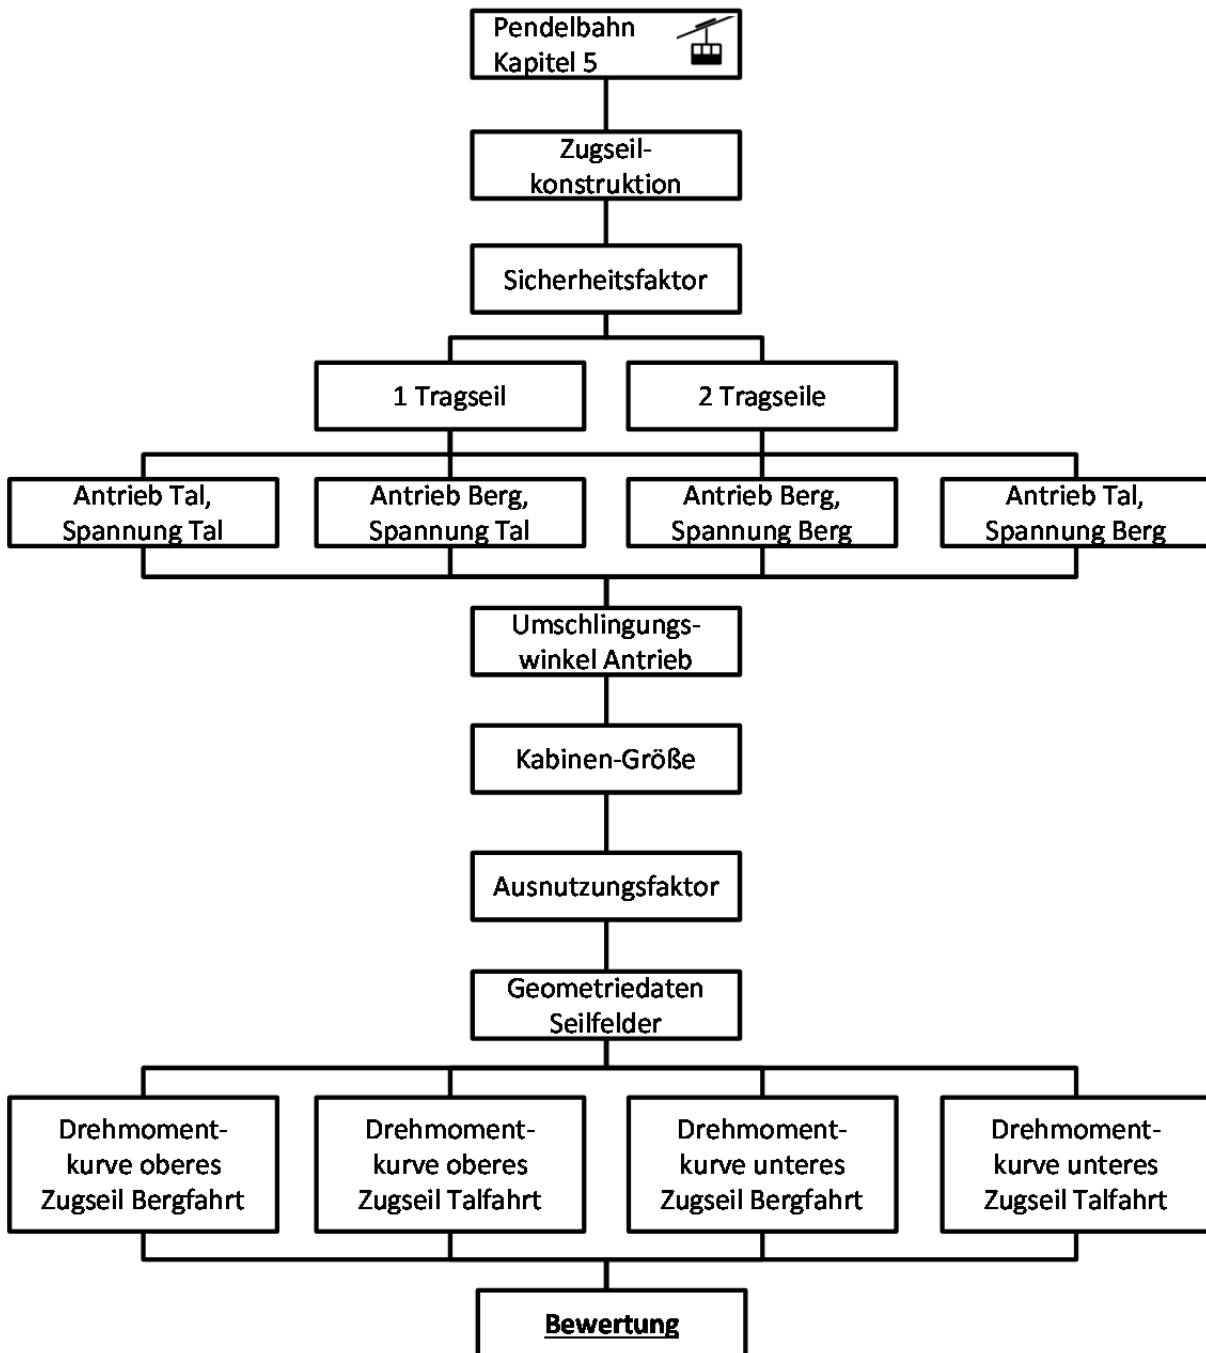 Pendelbahn
Kapitel 5
Zugseil-
konstruktion
Sicherheitsfaktor
1 Tragseil
2 Tragseile
Antrieb Tal,
Spannung Tal
Antrieb Berg,
Spannung Tal
Antrieb Berg,
Spannung Berg
Antrieb Tal,
Spannung Berg
Umschlingungs-
winkel Antrieb
Kabinen-Größe
Ausnutzungsfaktor
Geometriedaten
Seilfelder
Drehmoment-
kurve oberes
Zugseil Bergfahrt
Drehmoment-
kurve oberes
Zugseil Talfahrt
Drehmoment-
kurve unteres
Zugseil Bergfahrt
Drehmoment-
kurve unteres
Zugseil Talfahrt
Bewertung